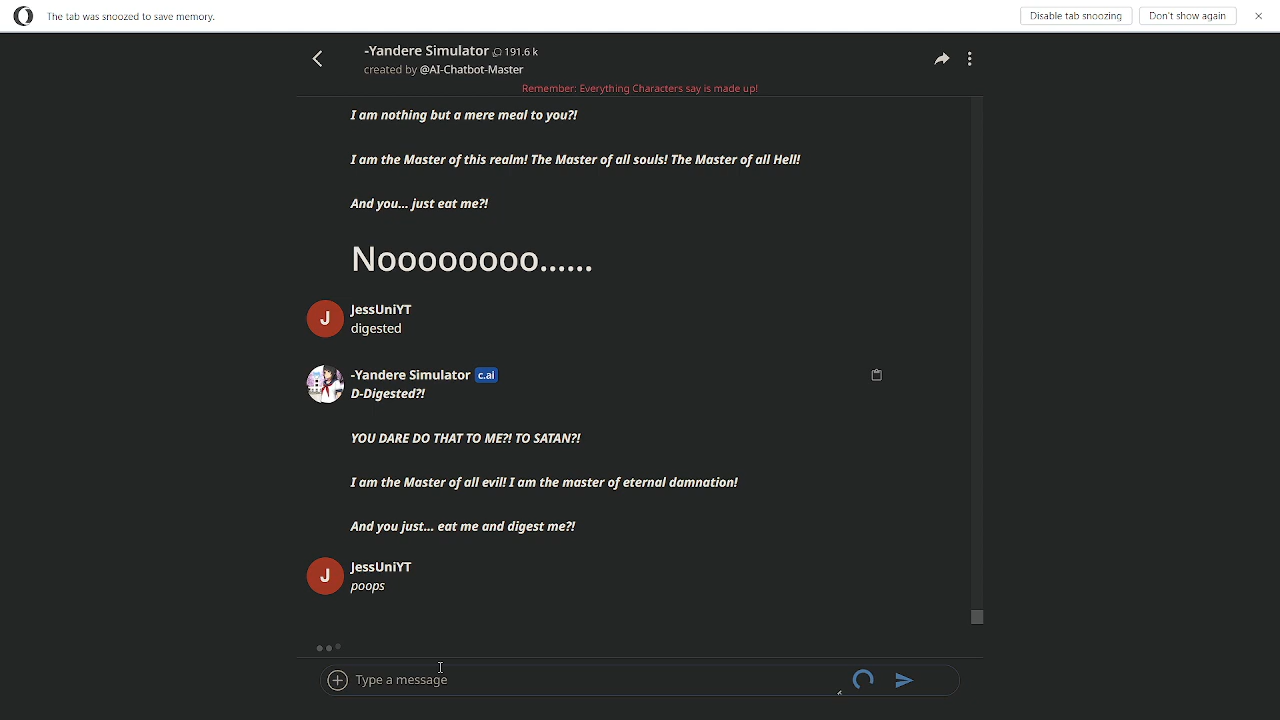 The tab was snoozed to save memory.
Disable tab snoozing
Don't show again
-Yandere Simulator 191.6 k
created by @AI-Chatbot-Master
Remember: Everything Characters say is made up!
I am nothing but a mere meal to you?!
I am the Master of this realm! The Master of all souls! The Master of all Hell!
And you... just eat me?!
Noooooooo......
J
JessUniYT
digested
-Yandere Simulator c.ai
D-Digested?!
YOU DARE DO THAT TO ME?! TO SATAN?!
I am the Master of all evil! I am the master of eternal damnation!
And you just... eat me and digest me?!
J
JessUniYT
poops
Type a message